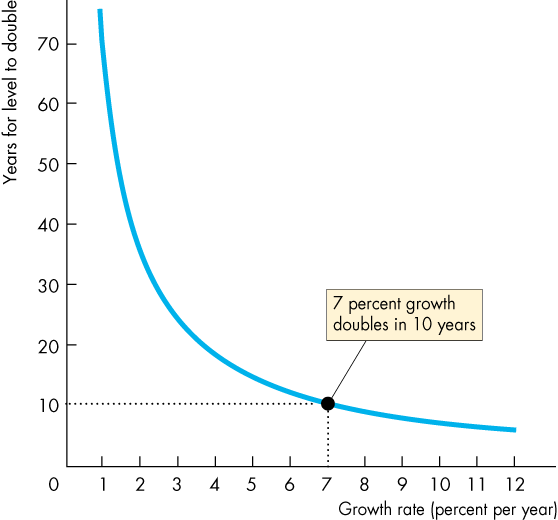 Years for level to double
70
60
50
40
30
20
10
7 percent growth
doubles in 10 years
0 1 2 3 4 5 6 7 8 9 10 11 12
Growth rate (percent per year)